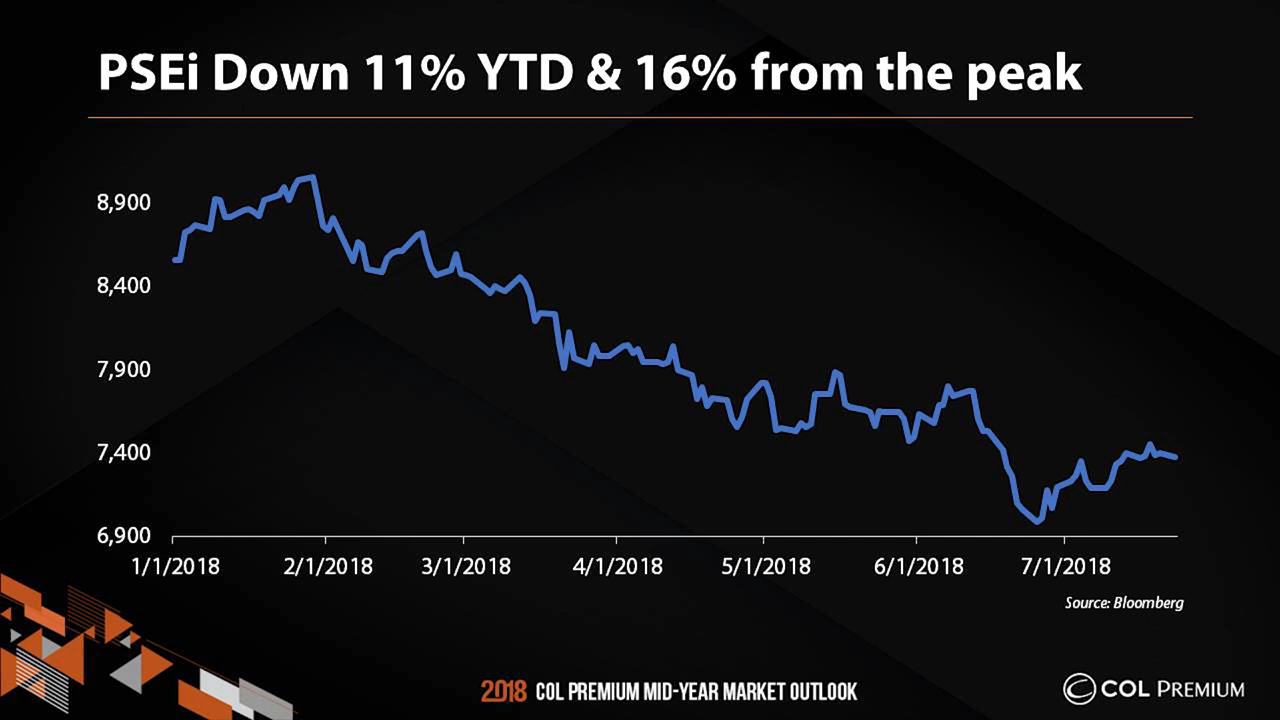 PSEi Down 11% YTD & 16% from the peak
8,900
8,400
7,900
7,400
6,900
1/1/2018 2/1/2018 3/1/2018 4/1/2018 5/1/2018 6/1/2018 7/1/2018
Source: Bloomberg
2018 COL PREMIUM MID-YEAR MARKET OUTLOOK
COL PREMIUM